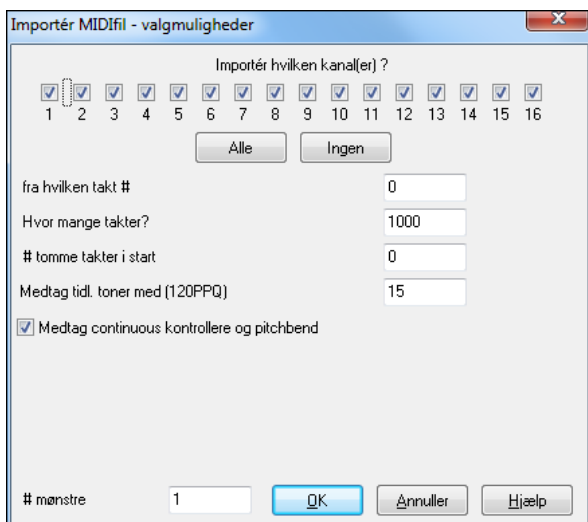 Importér MIDIfil - valgmuligheder
Importér hvilken kanal(er) ?
1 2 3 4 5 6 7 8 9 10 11 12 13 14 15 16
Alle Ingen
fra hvilken takt # 0
Hvor mange takter? 1000
# tomme takter i start 0
Medtag tidl. toner med (120PPQ) 15
Medtag continuous kontrollere og pitchbend
# mønstre 1 OK Annuller Hjælp